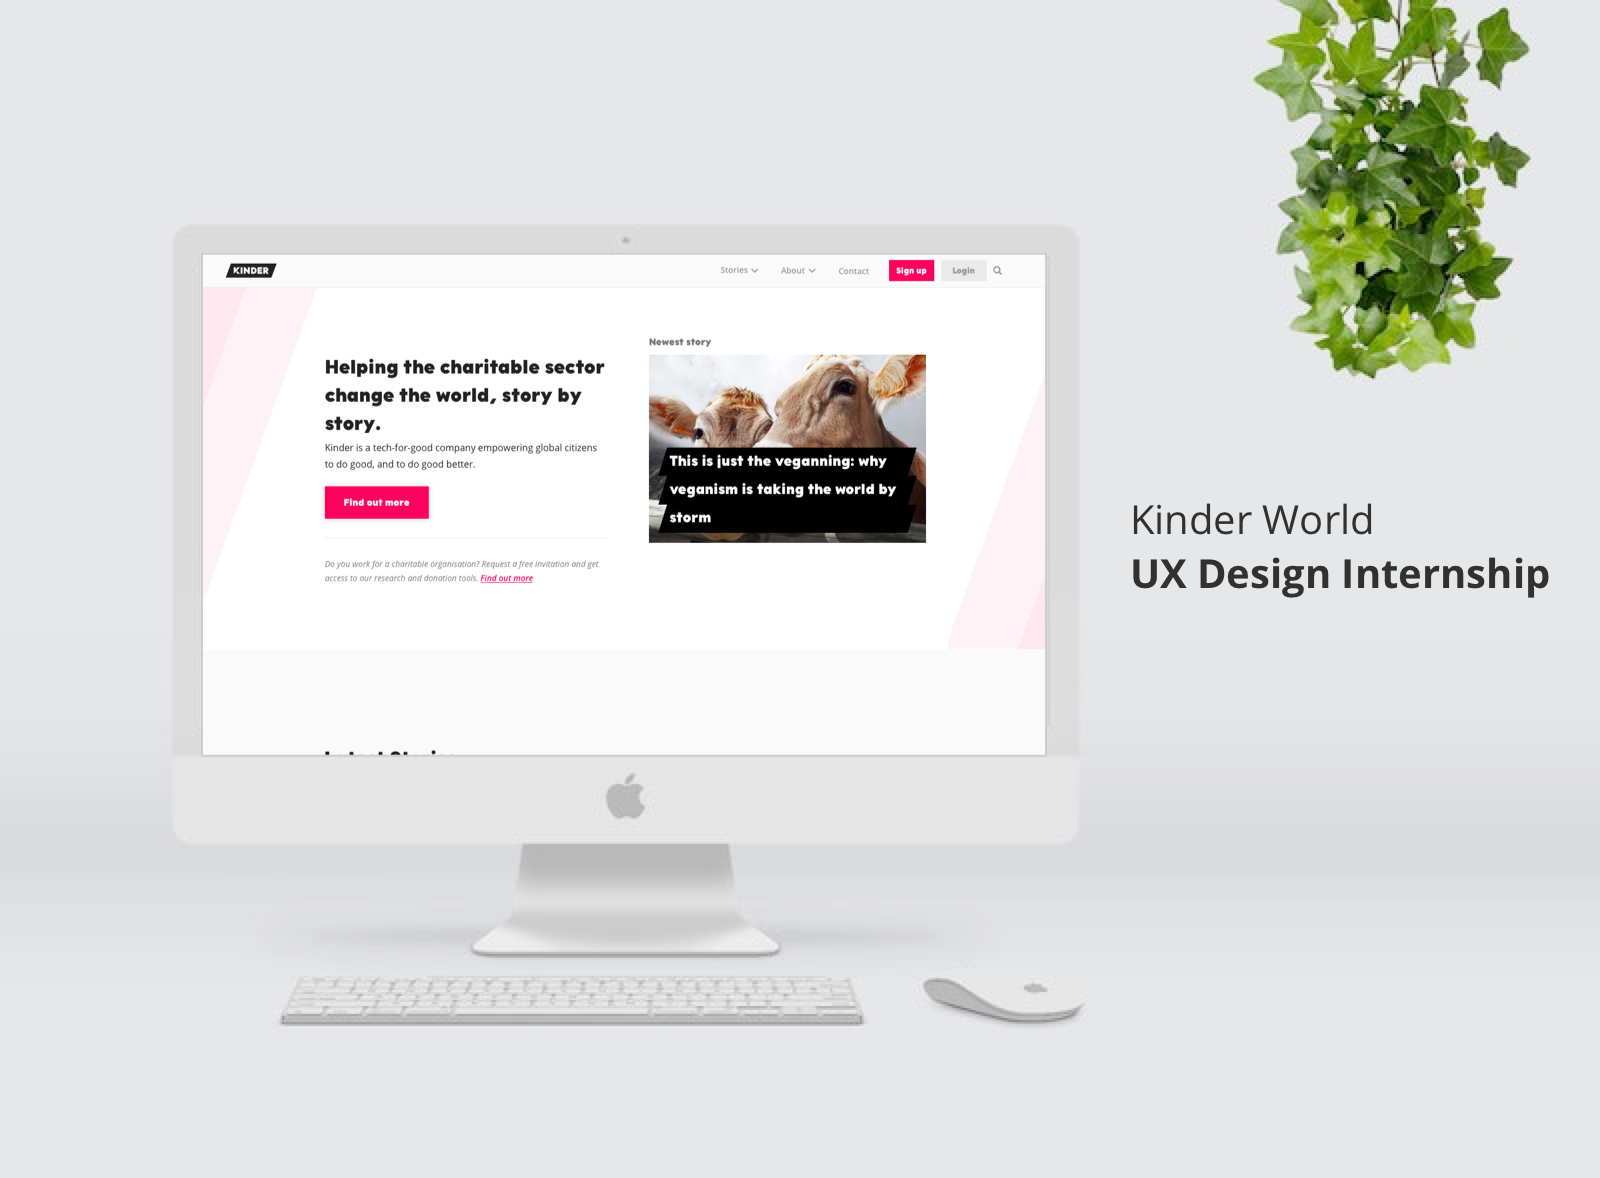 KINDER
Stories
About
Contact
Sign up
Login
Newest story
Helping the charitable sector
change the world, story by
story.
Kinder is a tech-for-good company empowering global citizens
to do good, and to do good better.
Find out more
Do you work for a charitable organisation? Request a free invitation and get
access to our research and donation tools. Find out more
This is just the veganning: why
veganism is taking the world by
storm
Kinder World
UX Design Internship